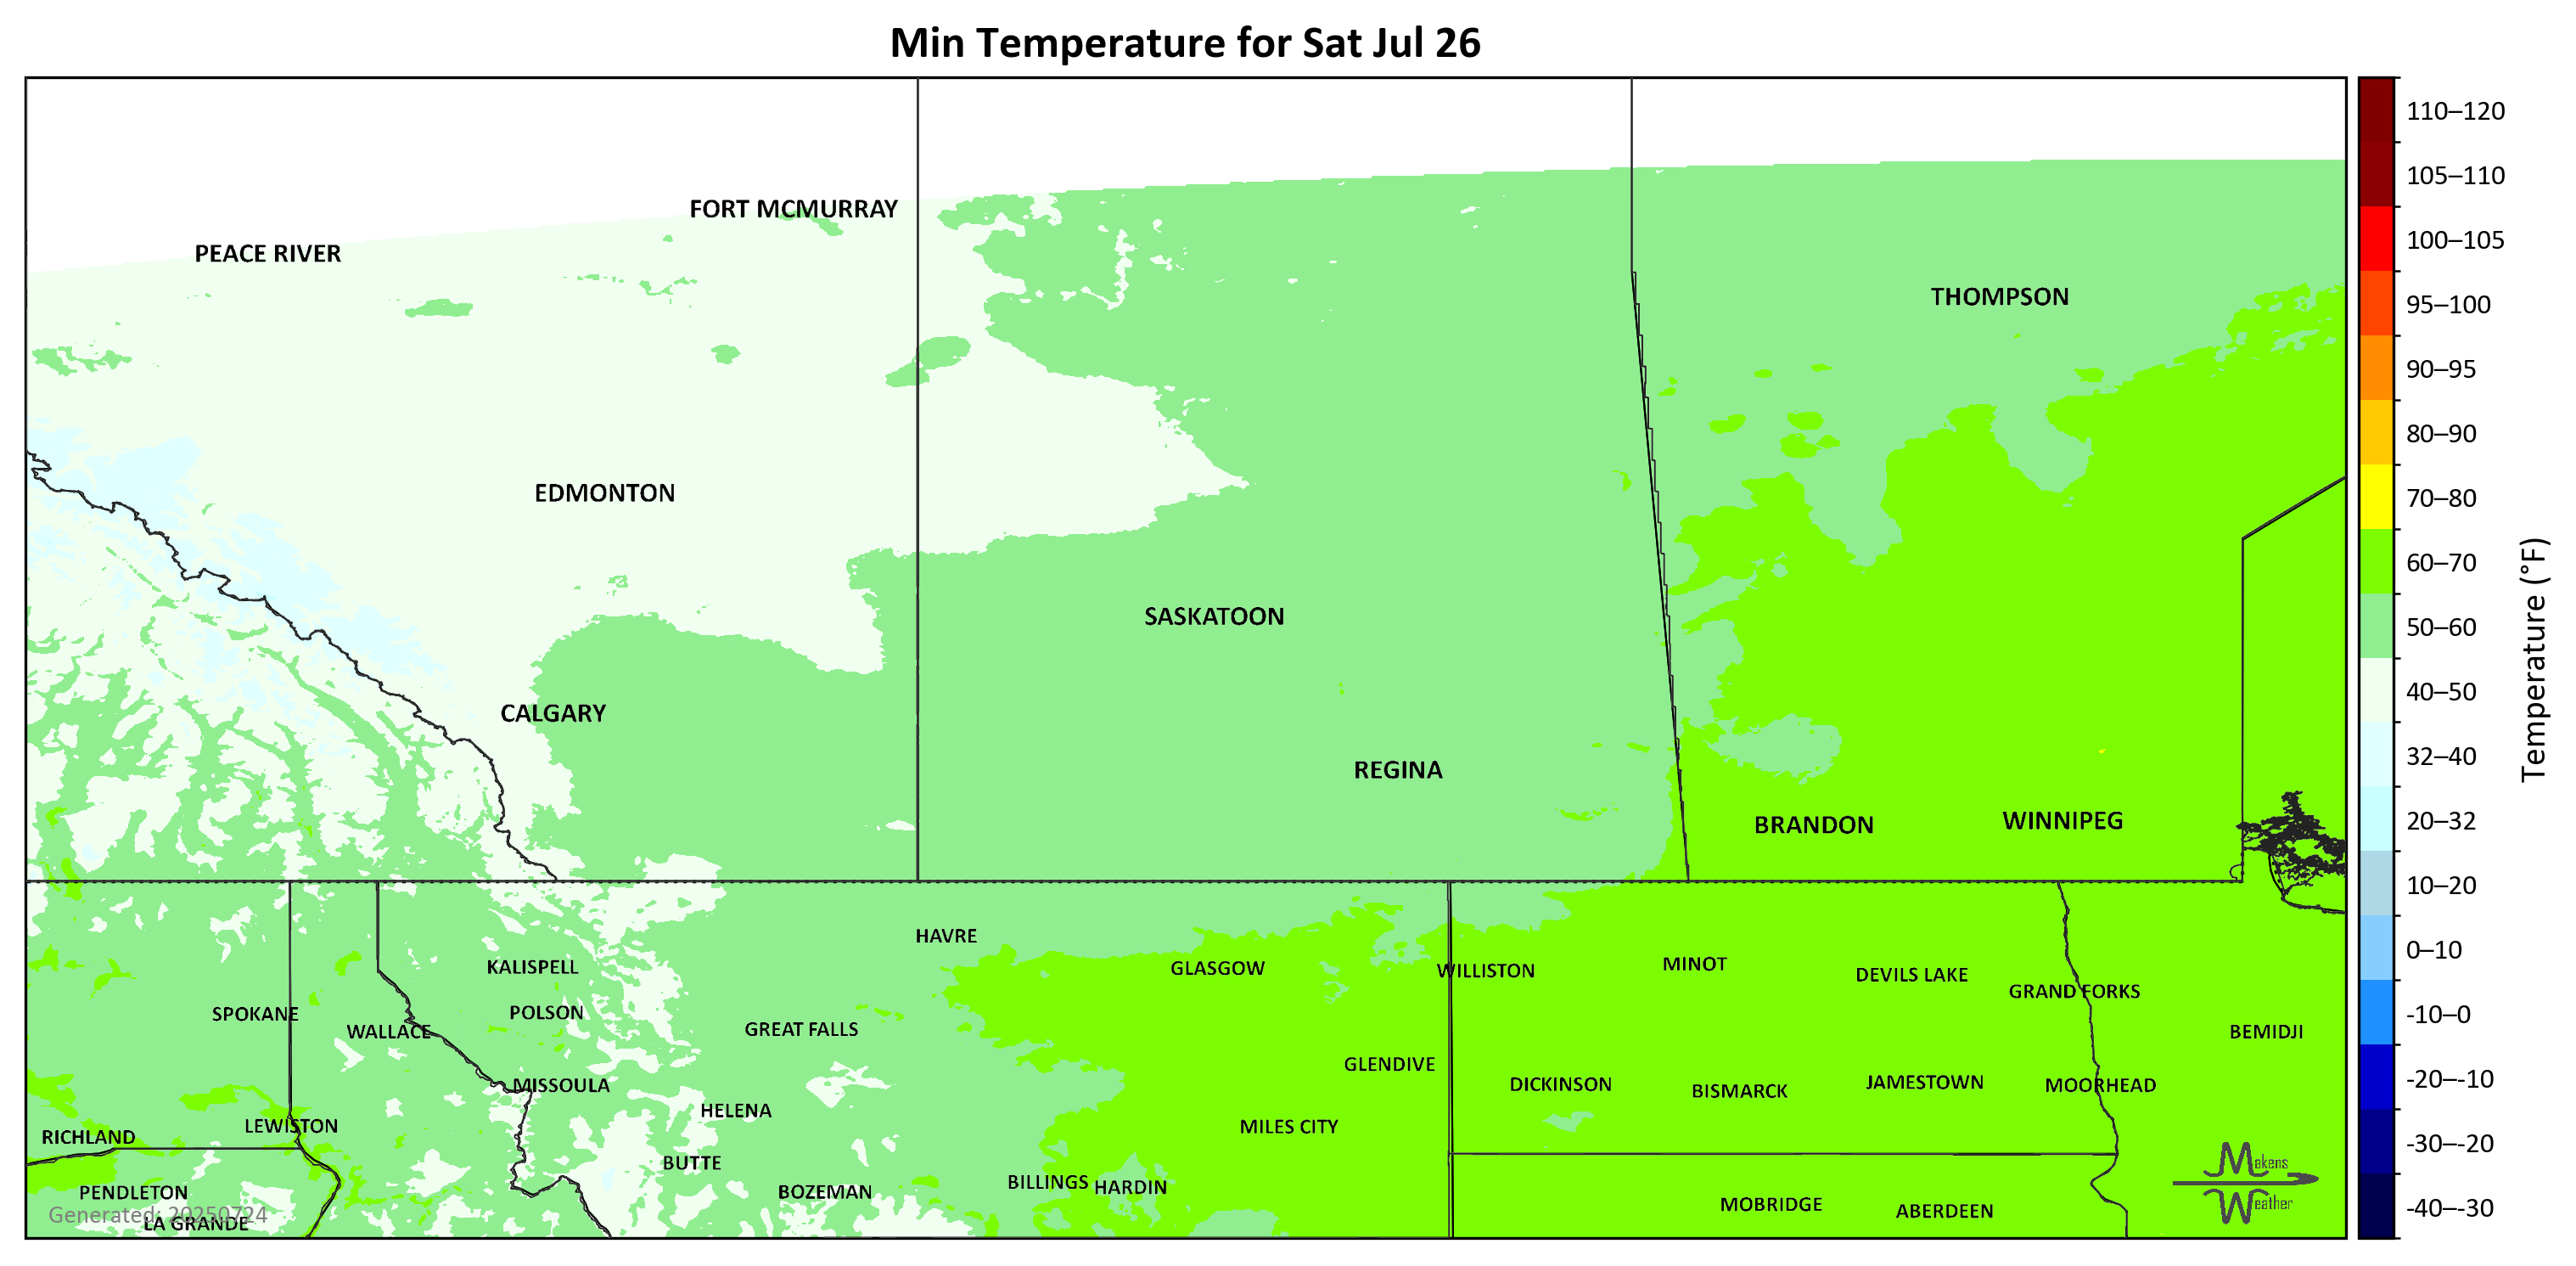 Min Temperature for Sat Jul 26
FORT MCMURRAY
PEACE RIVER
THOMPSON
EDMONTON
SASKATOON
CALGARY
REGINA
BRANDON
WINNIPEG
HAVRE
KALISPELL
GLASGOW
WILLISTON
MINOT
DEVILS LAKE
GRAND FORKS
SPOKANE
POLSON
WALLACE
GREAT FALLS
BEMIDJI
GLENDIVE
MISSOULA
DICKINSON
BISMARCK
JAMESTOWN
MOORHEAD
HELENA
LEWISTON
MILES CITY
RICHLAND
BUTTE
PENDLETON
BOZEMAN
BILLINGS
HARDIN
MOBRIDGE
ABERDEEN
Generated: 20250724
LA GRANDE
Makens
Weather
110–120
105–110
100–105
95–100
90–95
80–90
70–80
60–70
50–60
40–50
32–40
20–32
10–20
0–10
-10–0
-20–-10
-30–-20
-40–-30
Temperature (°F)